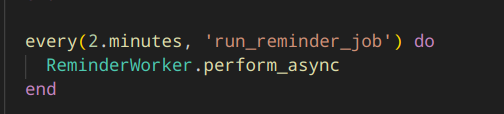 every(2.minutes, 'run_reminder_job') do
  ReminderWorker.perform_async
end